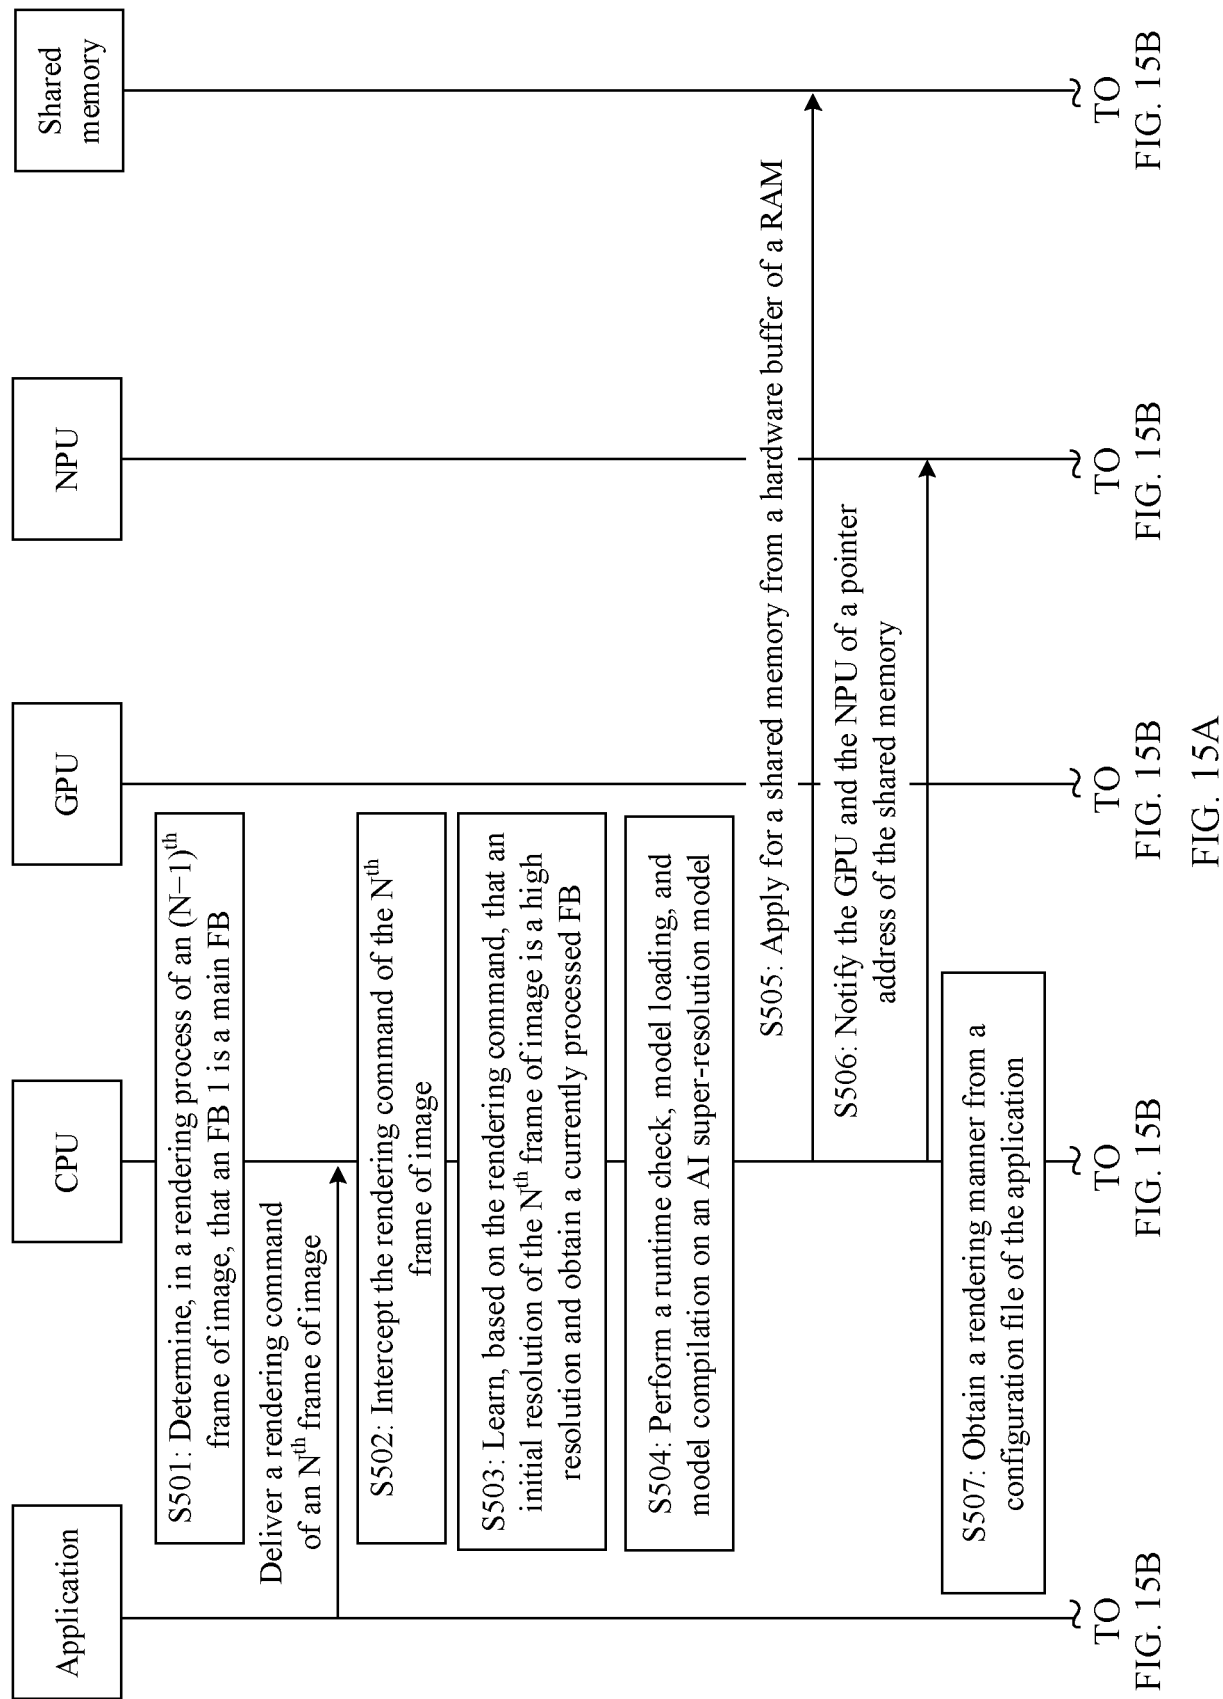 Application
CPU
GPU
NPU
Shared
memory
S501: Determine, in a rendering process of an (N−1)th
frame of image, that an FB 1 is a main FB
Deliver a rendering command
of an Nth frame of image
S502: Intercept the rendering command of the Nth
frame of image
S503: Learn, based on the rendering command, that an
initial resolution of the Nth frame of image is a high
resolution and obtain a currently processed FB
S504: Perform a runtime check, model loading, and
model compilation on an AI super-resolution model
S505: Apply for a shared memory from a hardware buffer of a RAM
S506: Notify the GPU and the NPU of a pointer
address of the shared memory
S507: Obtain a rendering manner from a
configuration file of the application
TO
FIG. 15B
TO
FIG. 15B
TO
FIG. 15B
TO
FIG. 15B
TO
FIG. 15B
FIG. 15A